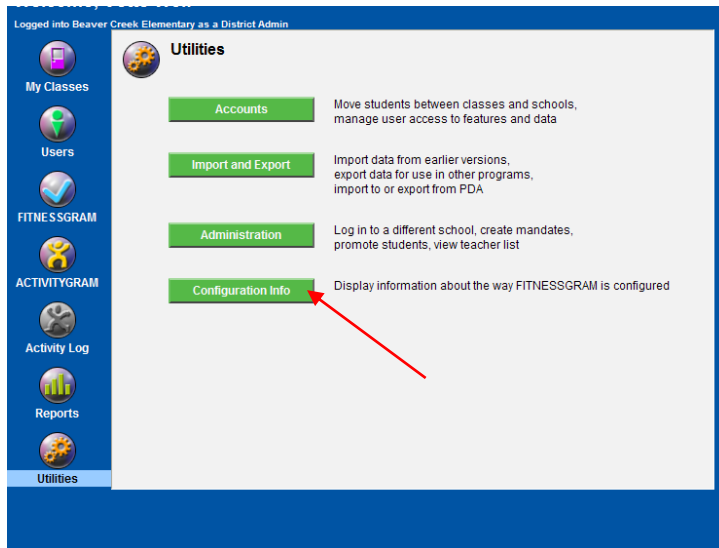 Logged into Beaver Creek Elementary as a District Admin
My Classes
Users
FITNESSGRAM
ACTIVITYGRAM
Activity Log
Reports
Utilities
Utilities
Accounts
Move students between classes and schools,
manage user access to features and data
Import and Export
Import data from earlier versions,
export data for use in other programs,
import to or export from PDA
Administration
Log in to a different school, create mandates,
promote students, view teacher list
Configuration Info
Display information about the way FITNESSGRAM is configured